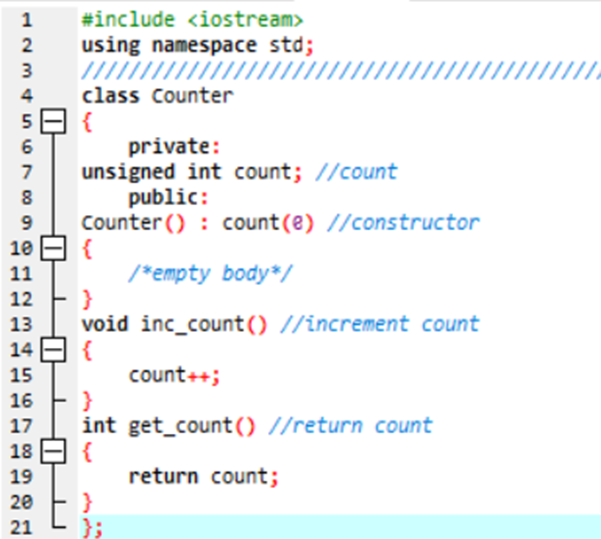 1 #include <iostream>
2 using namespace std;
3 /////////////////////////////////////////////
4 class Counter
5 {
6 private:
7 unsigned int count; //count
8 public:
9 Counter() : count(0) //constructor
10 {
11 /*empty body*/
12 }
13 void inc_count() //increment count
14 {
15 count++;
16 }
17 int get_count() //return count
18 {
19 return count;
20 }
21 };